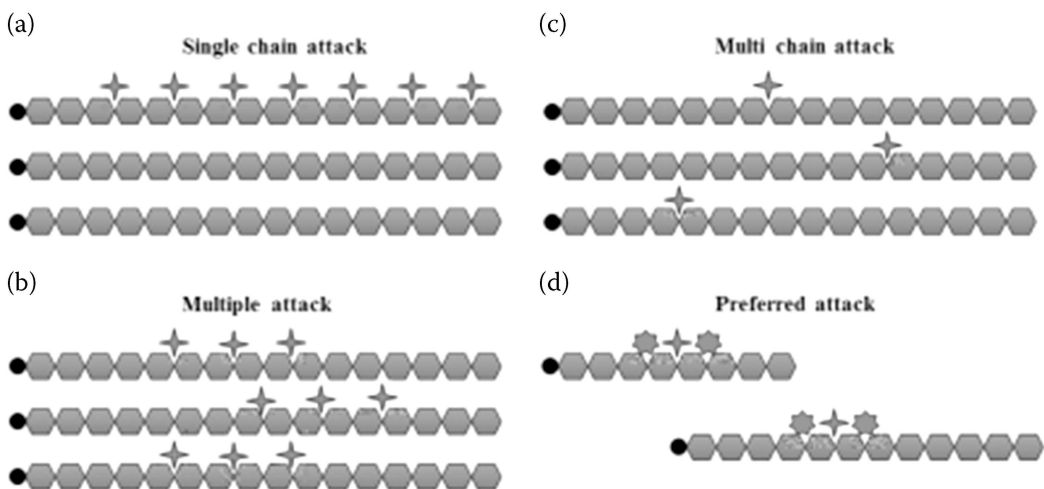 (a)
Single chain attack
(b)
Multiple attack
(c)
Multi chain attack
(d)
Preferred attack